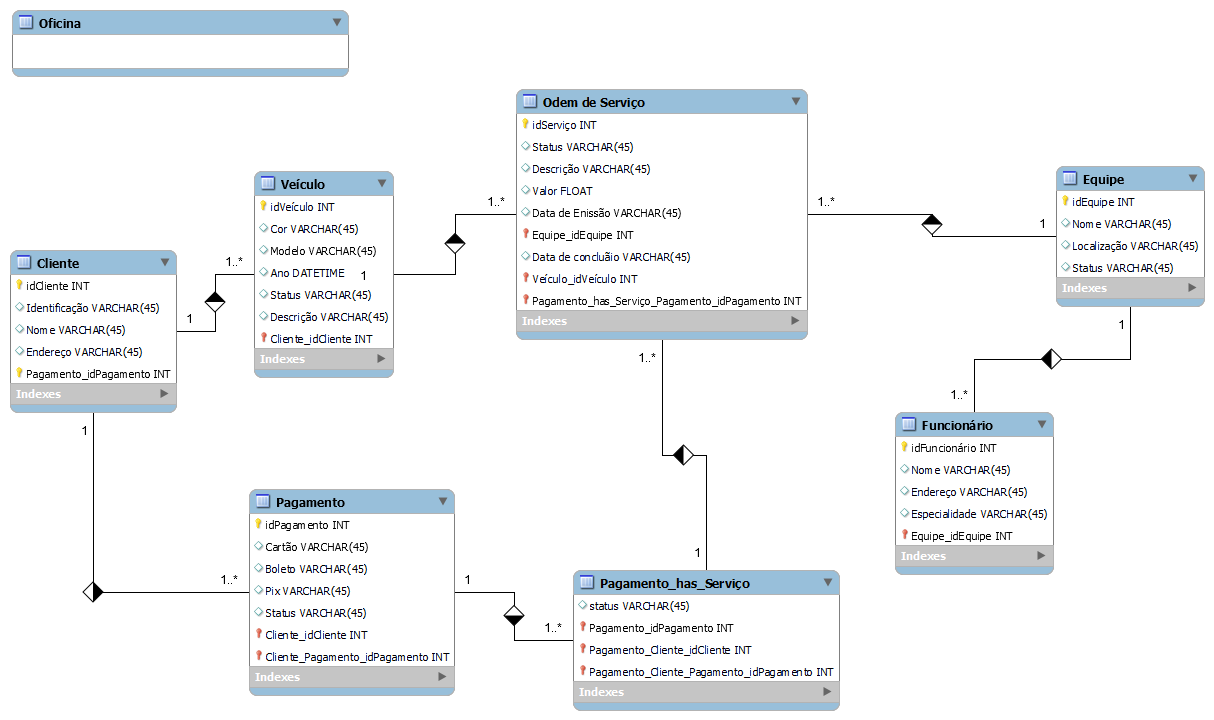 Oficina
Odem de Serviço
idServiço INT
Status VARCHAR(45)
Descrição VARCHAR(45)
Valor FLOAT
Data de Enissão VARCHAR(45)
Equipe_idEquipe INT
Data de concluãio VARCHAR(45)
Veículo_idVeículo INT
Pagamento_has_Serviço_Pagamento_idPagamento INT
Indexes
Veículo
idVeículo INT
Cor VARCHAR(45)
Modelo VARCHAR(45)
Ano DATETIME
Status VARCHAR(45)
Descrição VARCHAR(45)
Cliente_idCliente INT
Indexes
Equipe
idEquipe INT
Nome VARCHAR(45)
Localização VARCHAR(45)
Status VARCHAR(45)
Indexes
Cliente
idCliente INT
Identificação VARCHAR(45)
Nome VARCHAR(45)
Endereço VARCHAR(45)
Pagamento_idPagamento INT
Indexes
1
1..*
1
1..*
1..*
1
1
1..*
1..*
1
1
1..*
1
1..*
Funcionário
idFuncionário INT
Nome VARCHAR(45)
Endereço VARCHAR(45)
Especialidade VARCHAR(45)
Equipe_idEquipe INT
Indexes
Pagamento
idPagamento INT
Cartão VARCHAR(45)
Boleto VARCHAR(45)
Pix VARCHAR(45)
Status VARCHAR(45)
Cliente_idCliente INT
Cliente_Pagamento_idPagamento INT
Indexes
Pagamento_has_Serviço
status VARCHAR(45)
Pagamento_idPagamento INT
Pagamento_Cliente_idCliente INT
Pagamento_Cliente_Pagamento_idPagamento INT
Indexes